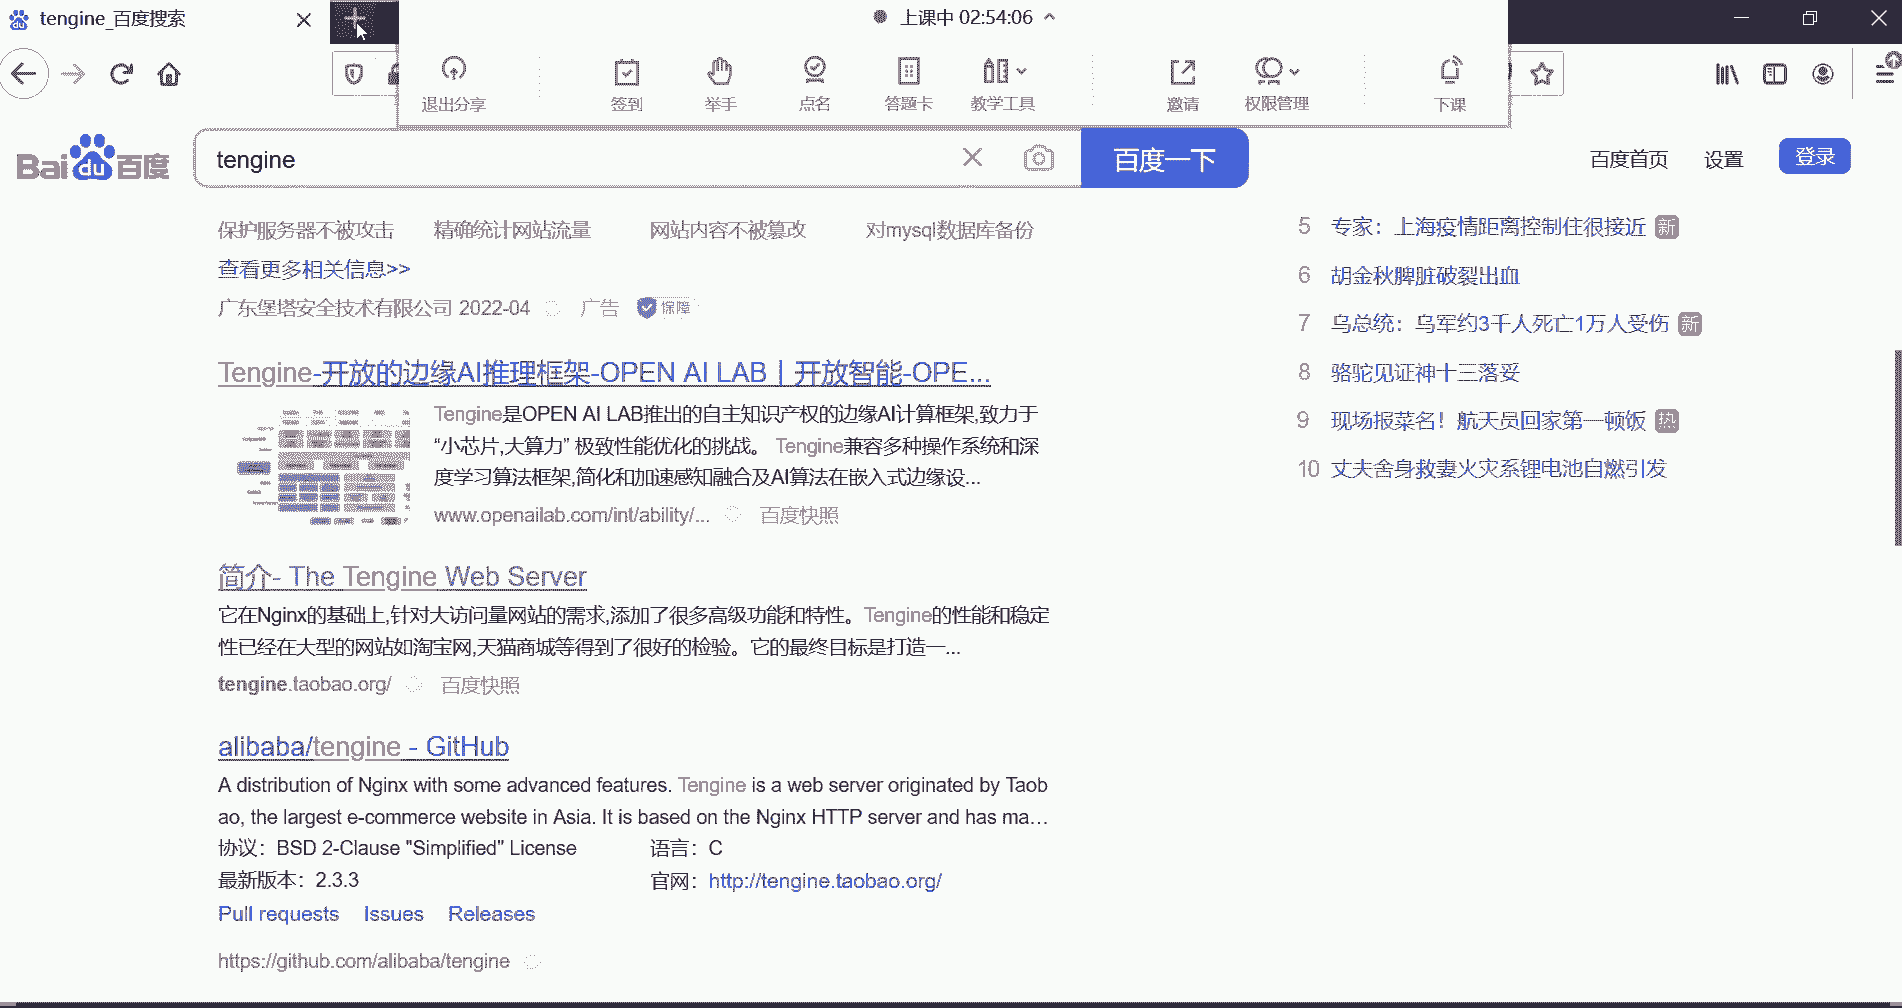 tengine_百度搜索
上课中 02:54:06
退出分享
签到
举手
点名
答题卡
教学工具
邀请
权限管理
下课
Bai du 百度
tengine
百度一下
百度首页
设置
登录
保护服务器不被攻击 精确统计网站流量 网站内容不被篡改 对mysql数据库备份
查看更多相关信息>>
广东堡塔安全技术有限公司 2022-04 广告 保障
Tengine-开放的边缘AI推理框架-OPEN AI LAB丨开放智能-OPE...
Tengine是OPEN AI LAB推出的自主知识产权的边缘AI计算框架,致力于
“小芯片,大算力” 极致性能优化的挑战。 Tengine兼容多种操作系统和深
度学习算法框架,简化和加速感知融合及AI算法在嵌入式边缘设...
www.openailab.com/int/ability/... 百度快照
简介- The Tengine Web Server
它在Nginx的基础上,针对大访问量网站的需求,添加了很多高级功能和特性。Tengine的性能和稳定
性已经在大型的网站如淘宝网,天猫商城等得到了很好的检验。它的最终目标是打造一...
tengine.taobao.org/ 百度快照
alibaba/tengine - GitHub
A distribution of Nginx with some advanced features. Tengine is a web server originated by Taob
ao, the largest e-commerce website in Asia. It is based on the Nginx HTTP server and has ma...
协议：BSD 2-Clause "Simplified" License 语言：C
最新版本：2.3.3 官网：http://tengine.taobao.org/
Pull requests Issues Releases
https://github.com/alibaba/tengine
5 专家：上海疫情距离控制住很接近 新
6 胡金秋脾脏破裂出血
7 乌总统：乌军约3千人死亡1万人受伤 新
8 骆驼见证神十三落妥
9 现场报菜名！航天员回家第一顿饭 热
10 丈夫舍身救妻火灾系锂电池自燃引发